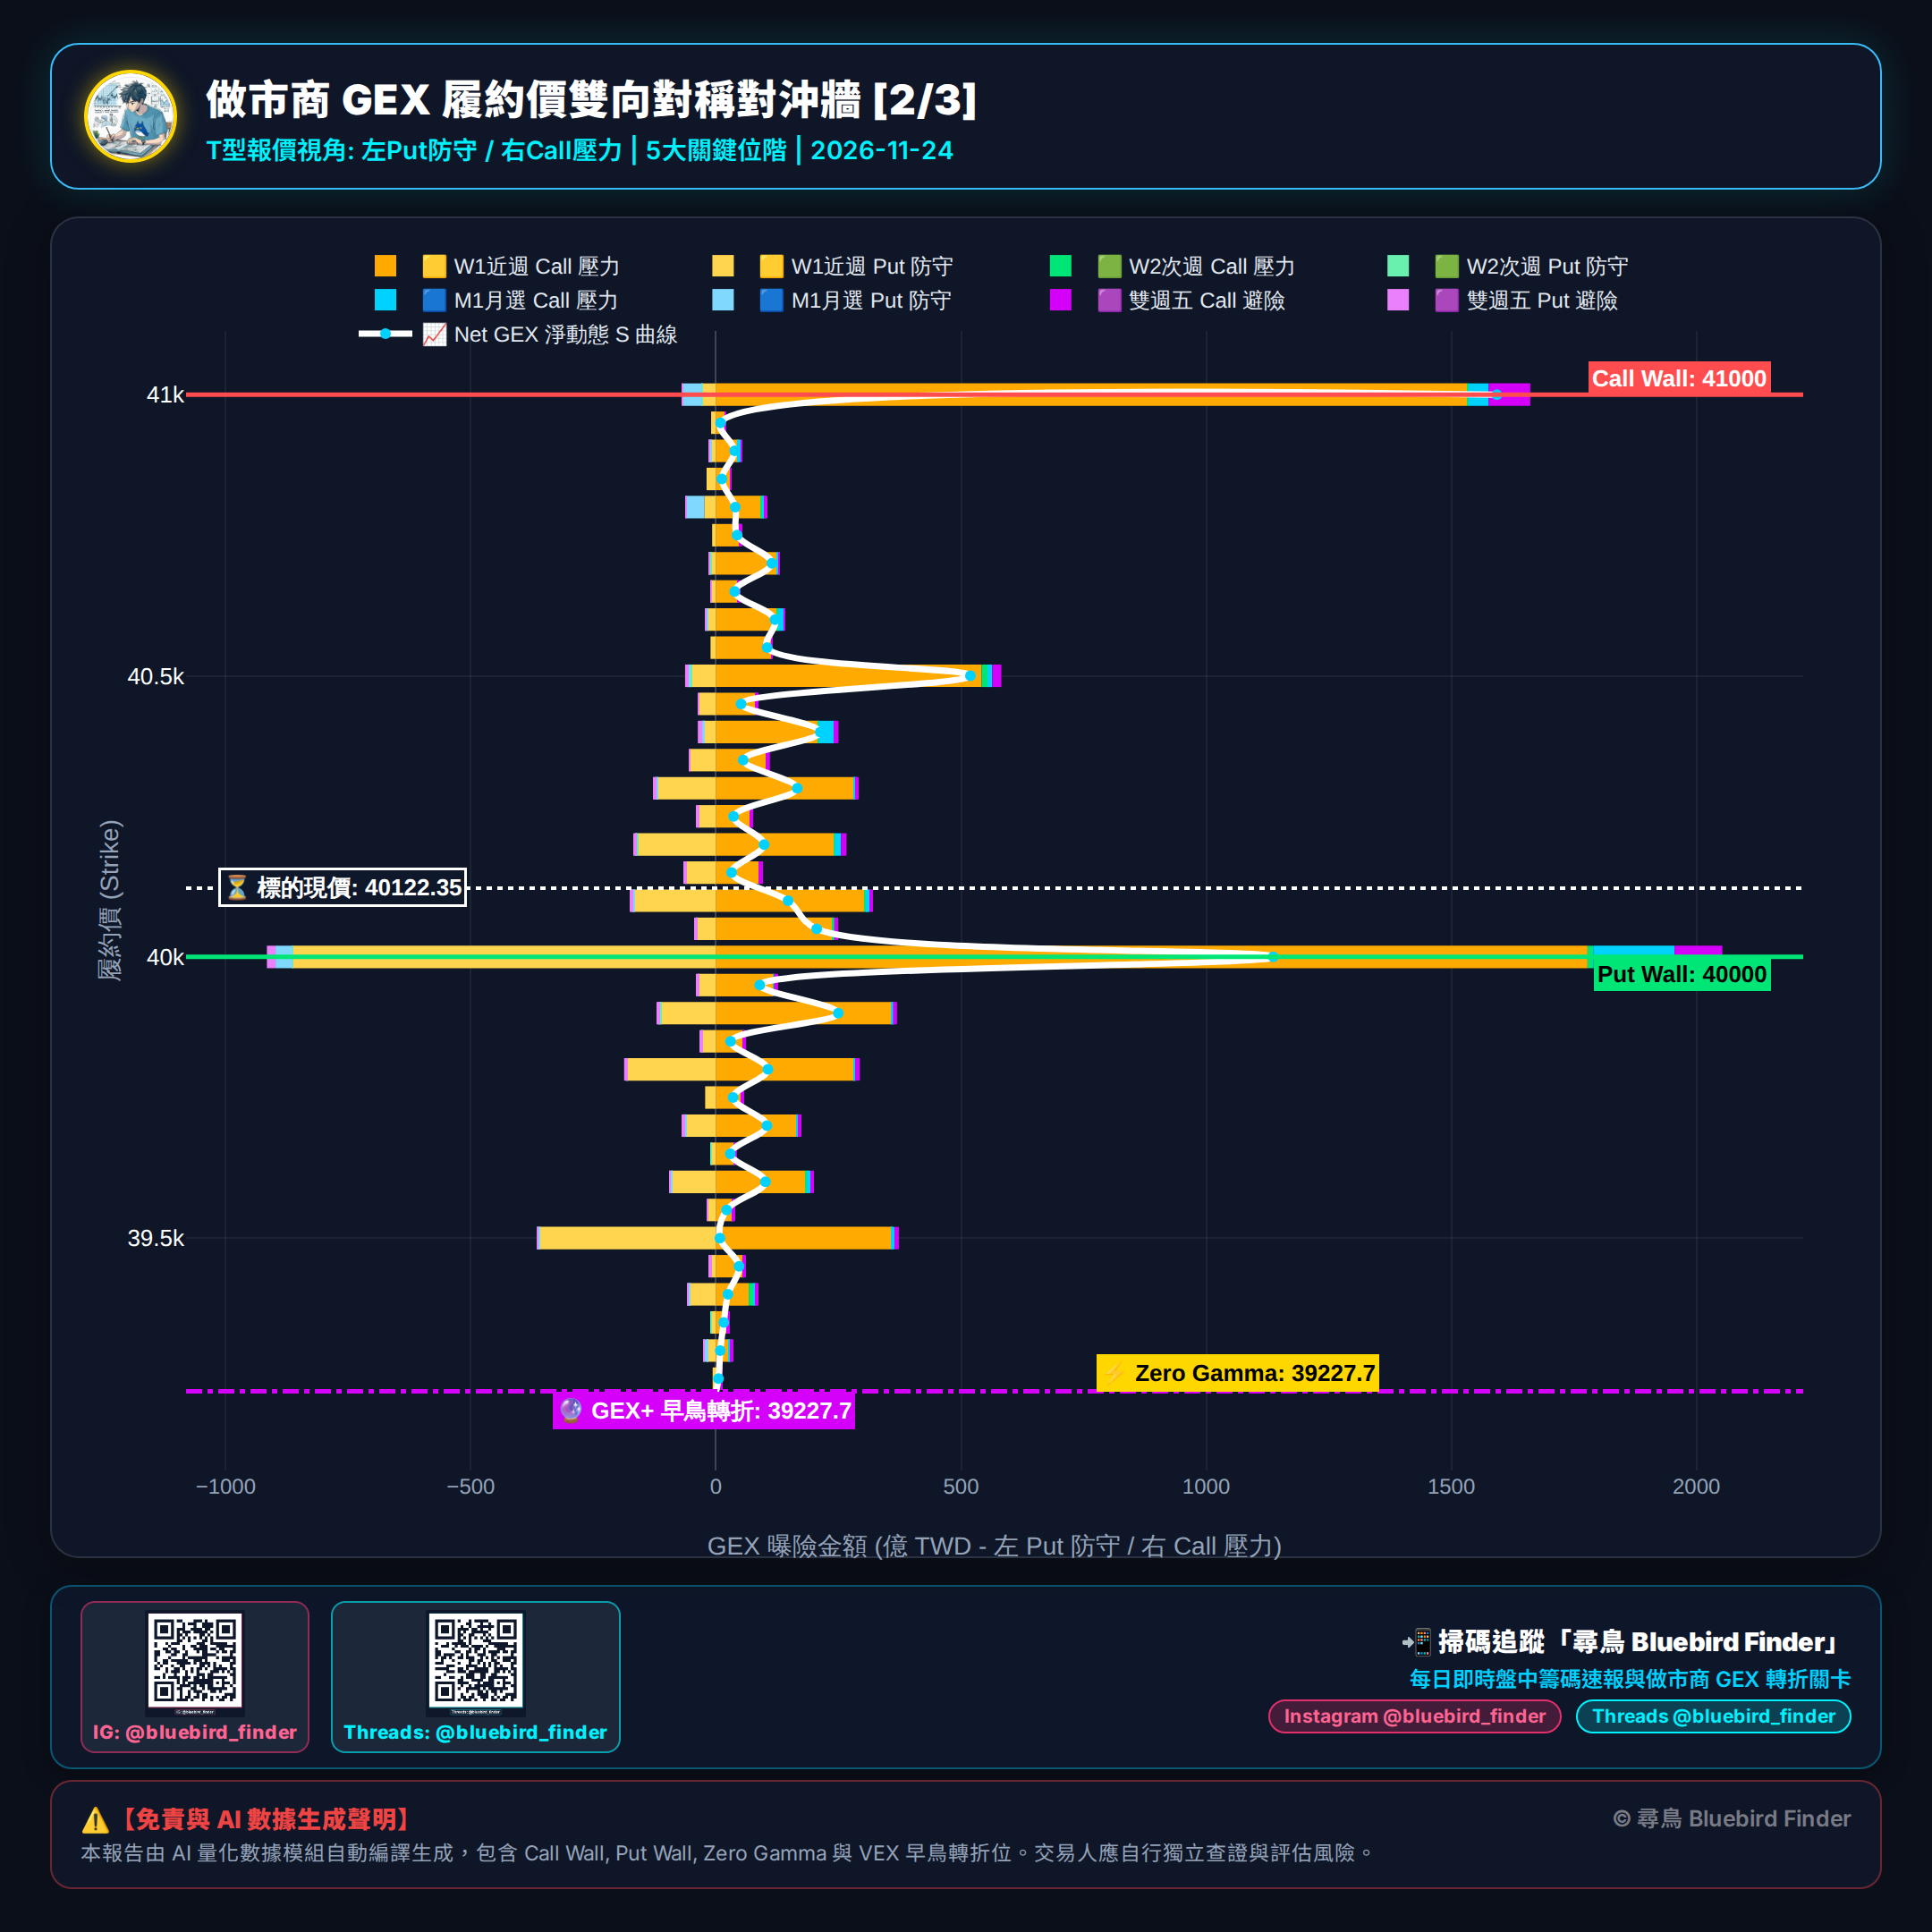 做市商 GEX 履約價雙向對稱對沖牆 [2/3]
T型報價視角: 左Put防守 / 右Call壓力 | 5大關鍵位階 | 2026-11-24
W1近週 Call 壓力
W1近週 Put 防守
W2次週 Call 壓力
W2次週 Put 防守
M1月選 Call 壓力
M1月選 Put 防守
雙週五 Call 避險
雙週五 Put 避險
Net GEX 淨動態 S 曲線
Call Wall: 41000
41k
40.5k
履約價 (Strike)
⏳ 標的現價: 40122.35
40k
Put Wall: 40000
39.5k
⚡ Zero Gamma: 39227.7
🔮 GEX+ 早鳥轉折: 39227.7
−1000
−500
0
500
1000
1500
2000
GEX 曝險金額 (億 TWD - 左 Put 防守 / 右 Call 壓力)
IG: @bluebird_finder
Threads: @bluebird_finder
IG: @bluebird_finder
Threads: @bluebird_finder
📲 掃碼追蹤「尋鳥 Bluebird Finder」
每日即時盤中籌碼速報與做市商 GEX 轉折關卡
Instagram @bluebird_finder
Threads @bluebird_finder
⚠️【免責與 AI 數據生成聲明】
© 尋鳥 Bluebird Finder
本報告由 AI 量化數據模組自動編譯生成，包含 Call Wall, Put Wall, Zero Gamma 與 VEX 早鳥轉折位。交易人應自行獨立查證與評估風險。